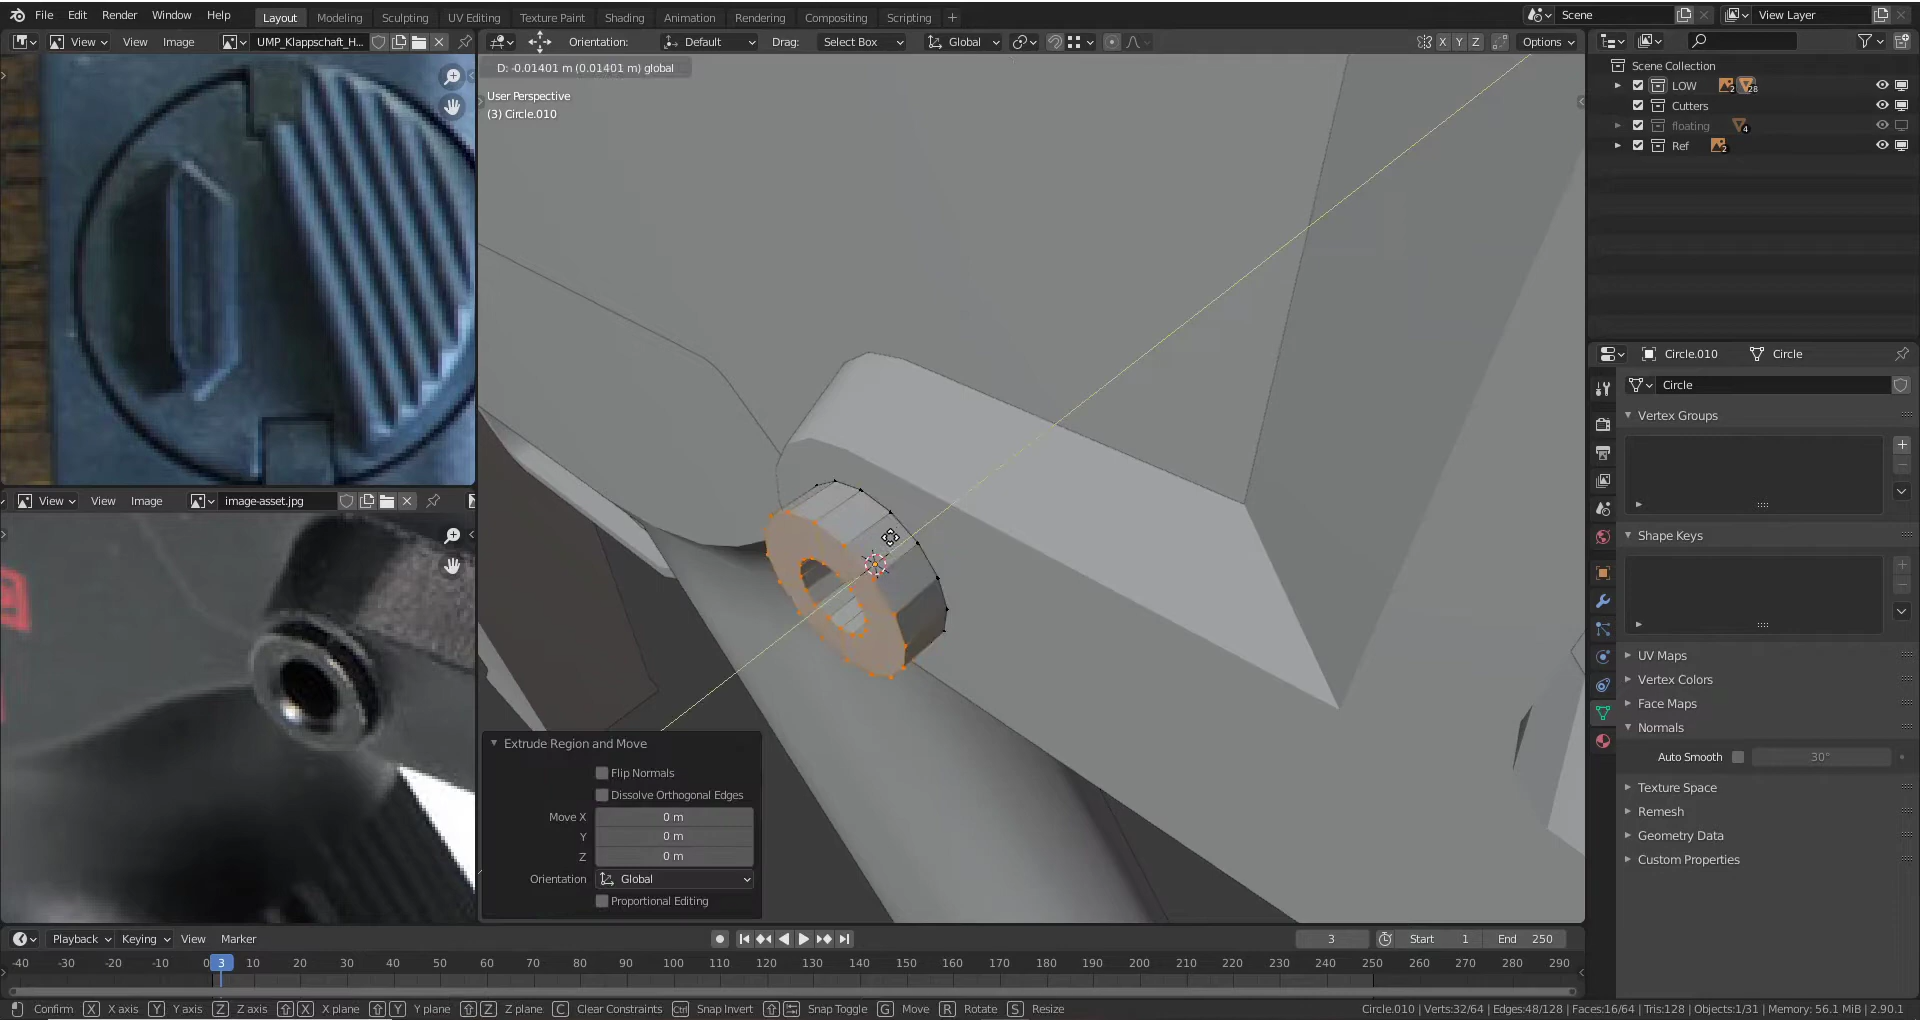 File Edit Render Window Help Layout Modeling Sculpting UV Editing Texture Paint Shading Animation Rendering Compositing Scripting + Scene View Layer
View View Image UMP_Klappschaft_H... Orientation: Default Drag: Select Box Global X Y Z Options
D: -0.01401 m (0.01401 m) global
User Perspective
(3) Circle.010
Scene Collection
LOW 2 28
Cutters
floating 4
Ref 2
Circle.010 Circle
Circle
Vertex Groups
Shape Keys
UV Maps
Vertex Colors
Face Maps
Normals
Auto Smooth 30°
Texture Space
Remesh
Geometry Data
Custom Properties
View View Image image-asset.jpg
Extrude Region and Move
Flip Normals
Dissolve Orthogonal Edges
Move X 0 m
Y 0 m
Z 0 m
Orientation Global
Proportional Editing
Playback Keying View Marker 3 Start 1 End 250
-40 -30 -20 -10 0 3 10 20 30 40 50 60 70 80 90 100 110 120 130 140 150 160 170 180 190 200 210 220 230 240 250 260 270 280 290
Confirm X X axis Y Y axis Z Z axis X X plane Y Y plane Z Z plane C Clear Constraints Ctrl Snap Invert Snap Toggle G Move R Rotate S Resize Circle.010 | Verts:32/64 | Edges:48/128 | Faces:16/64 | Tris:128 | Objects:1/31 | Memory: 56.1 MiB | 2.90.1